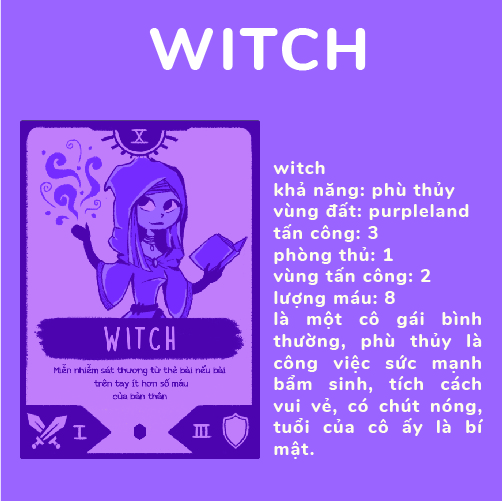 WITCH
X
WITCH
Miễn nhiễm sát thương từ thẻ bài nếu bài
trên tay ít hơn số máu
của bản thân
I
III
witch
khả năng: phù thủy
vùng đất: purpleland
tấn công: 3
phòng thủ: 1
vùng tấn công: 2
lượng máu: 8
là một cô gái bình
thường, phù thủy là
công việc sức mạnh
bẩm sinh, tích cách
vui vẻ, có chút nóng,
tuổi của cô ấy là bí
mật.